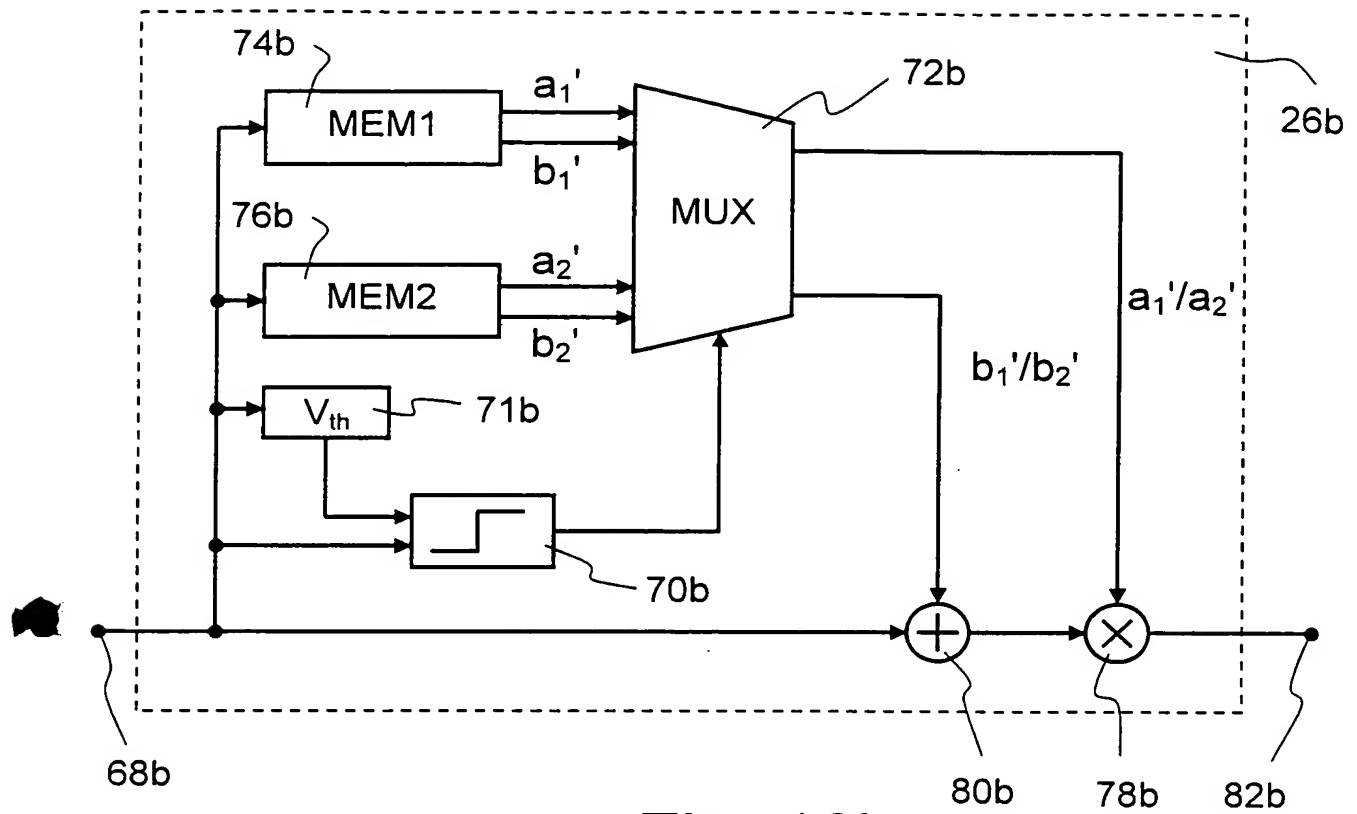 74b
MEM1
a₁'
b₁'
72b
26b
76b
MEM2
a₂'
b₂'
MUX
a₁'/a₂'
b₁'/b₂'
Vth
71b
70b
68b
80b
78b
82b